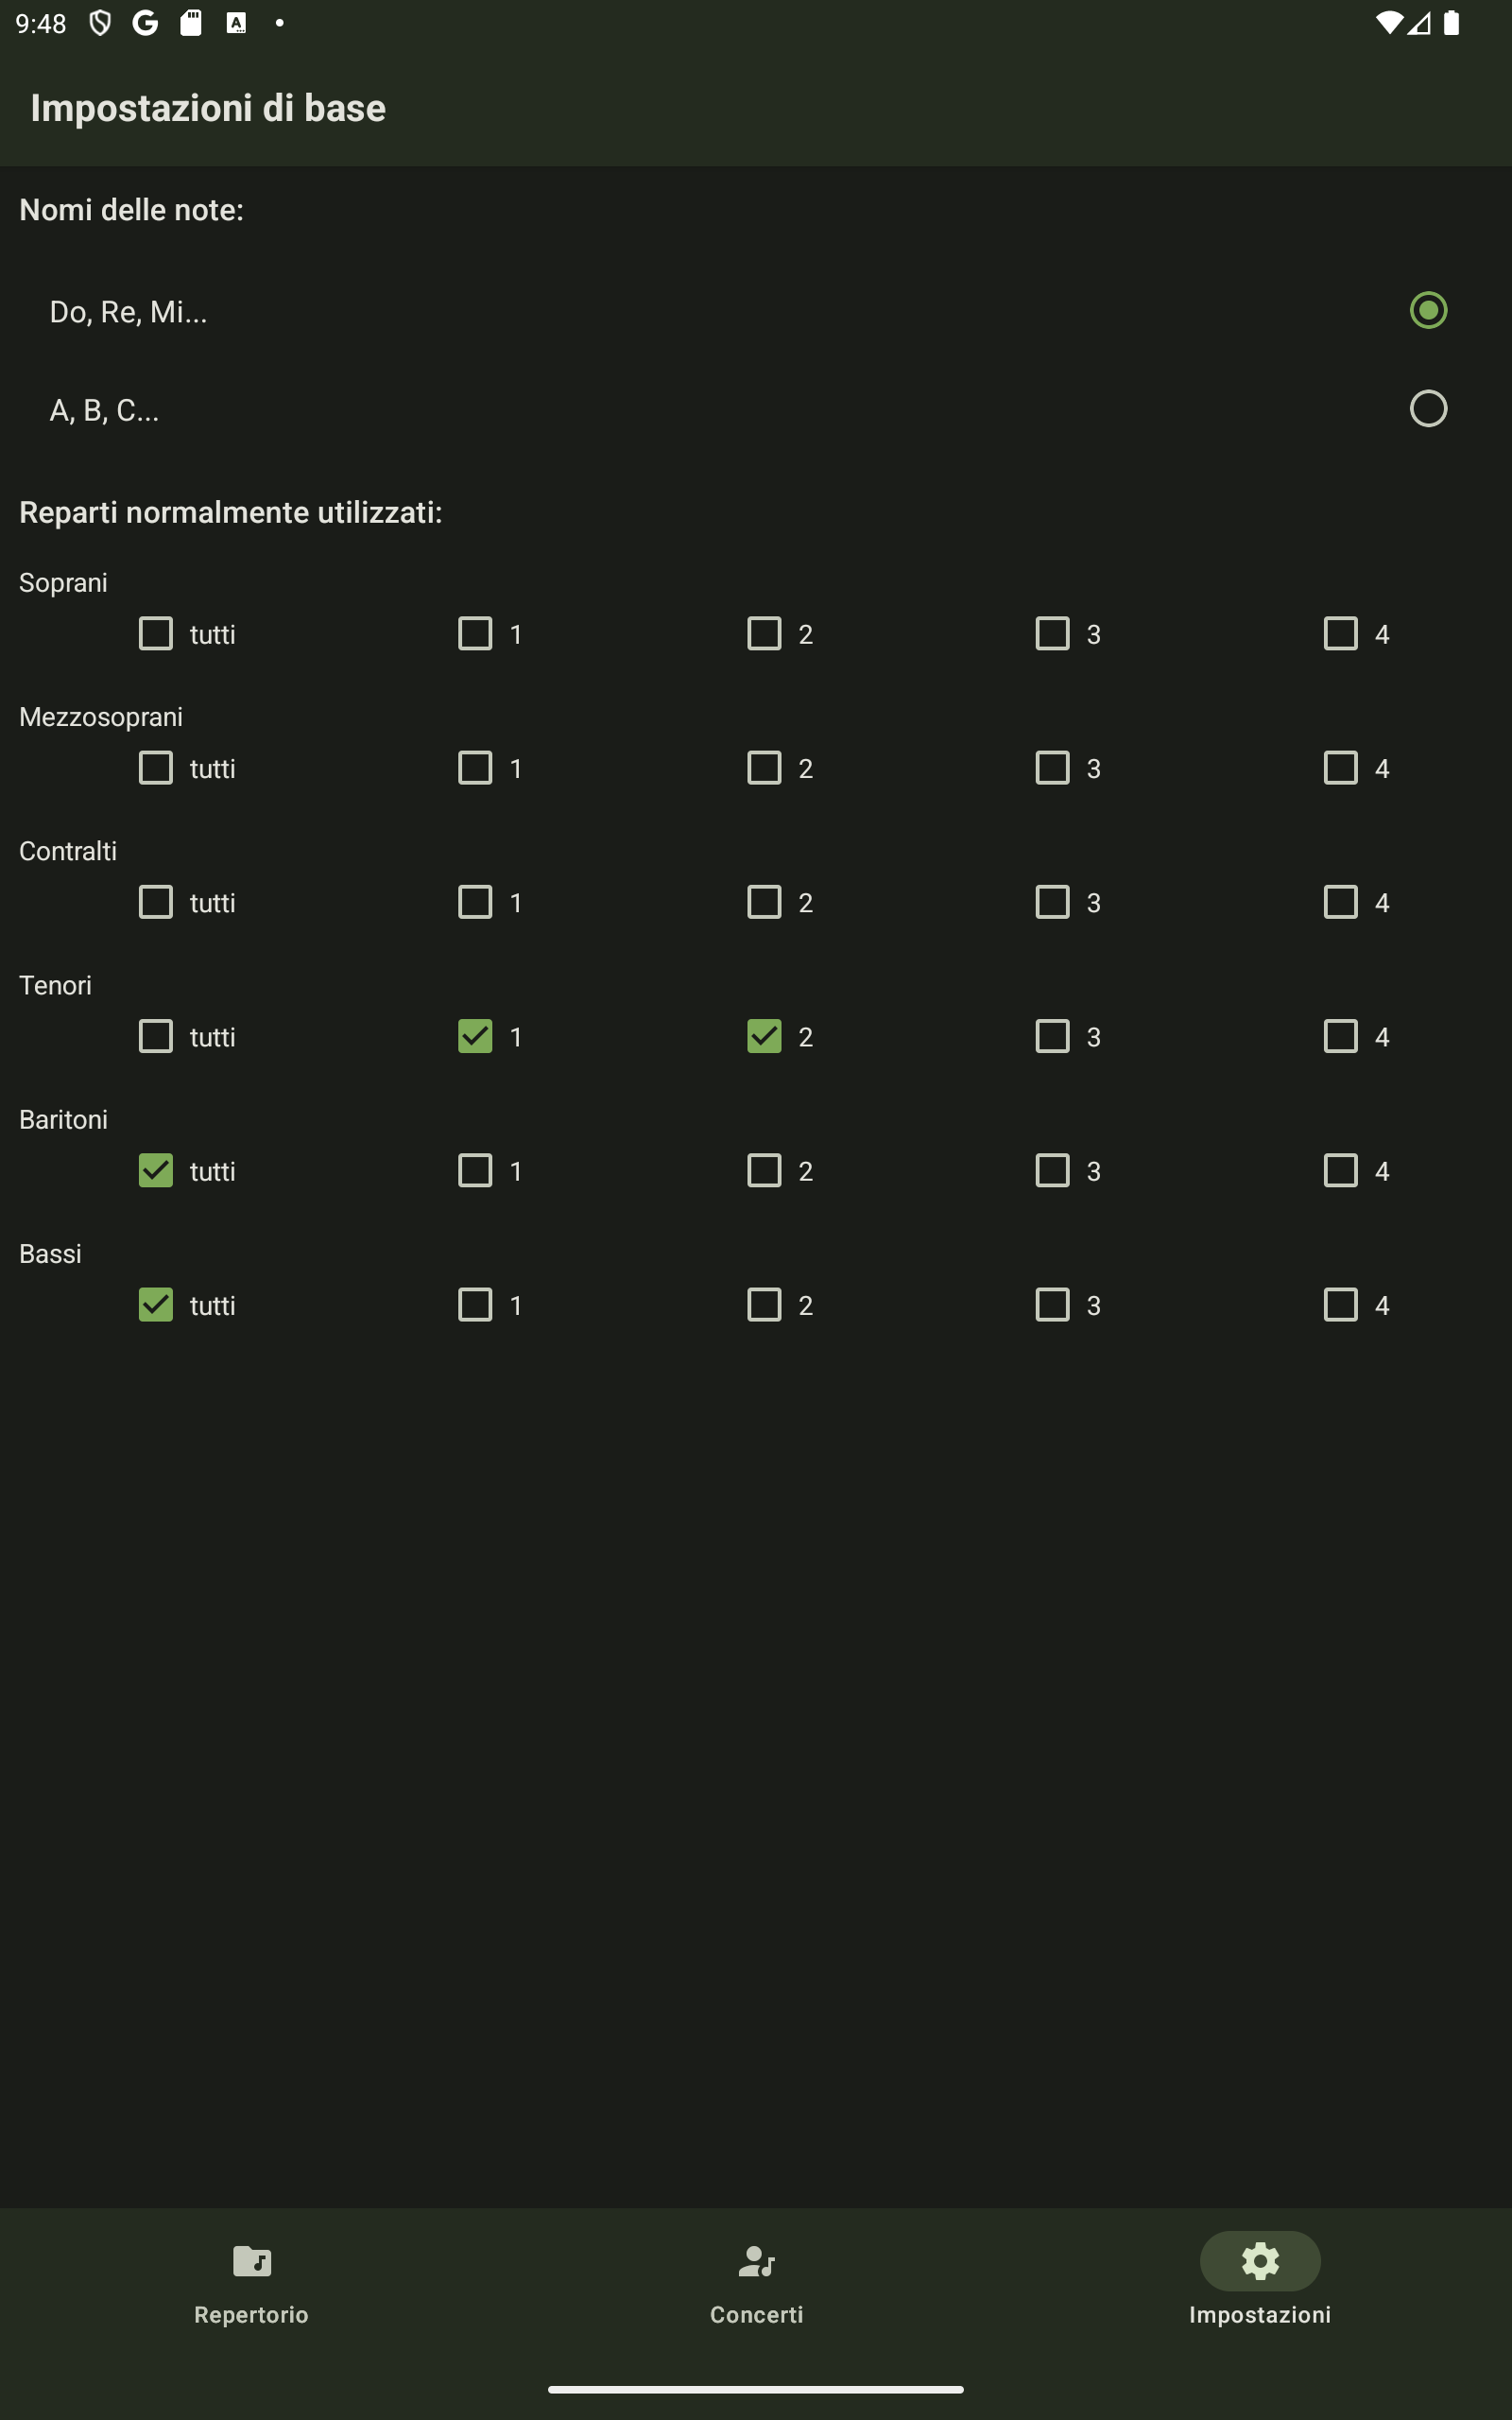 9:48
Impostazioni di base
Nomi delle note:
Do, Re, Mi...
A, B, C...
Reparti normalmente utilizzati:
Soprani
tutti 1 2 3 4
Mezzosoprani
tutti 1 2 3 4
Contralti
tutti 1 2 3 4
Tenori
tutti 1 2 3 4
Baritoni
tutti 1 2 3 4
Bassi
tutti 1 2 3 4
Repertorio Concerti Impostazioni